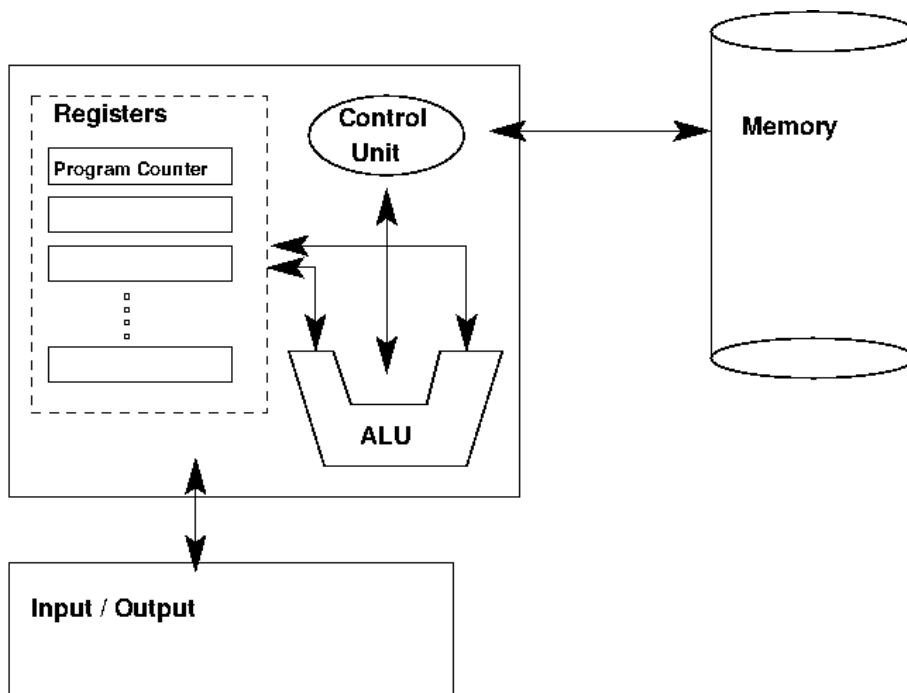 Registers
Program Counter
Control
Unit
ALU
Memory
Input / Output